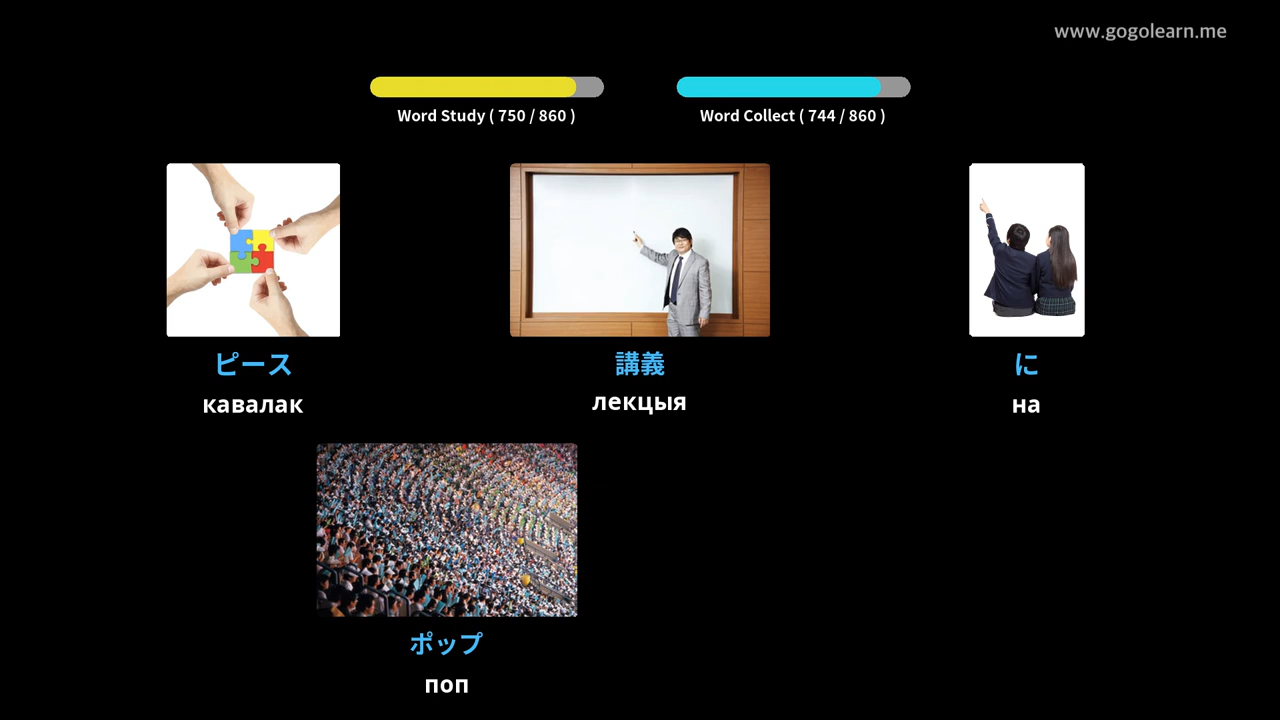 www.gogolearn.me
Word Study ( 750 / 860 )
Word Collect ( 744 / 860 )
ピース
кавалак
講義
лекцыя
に
на
ポップ
поп